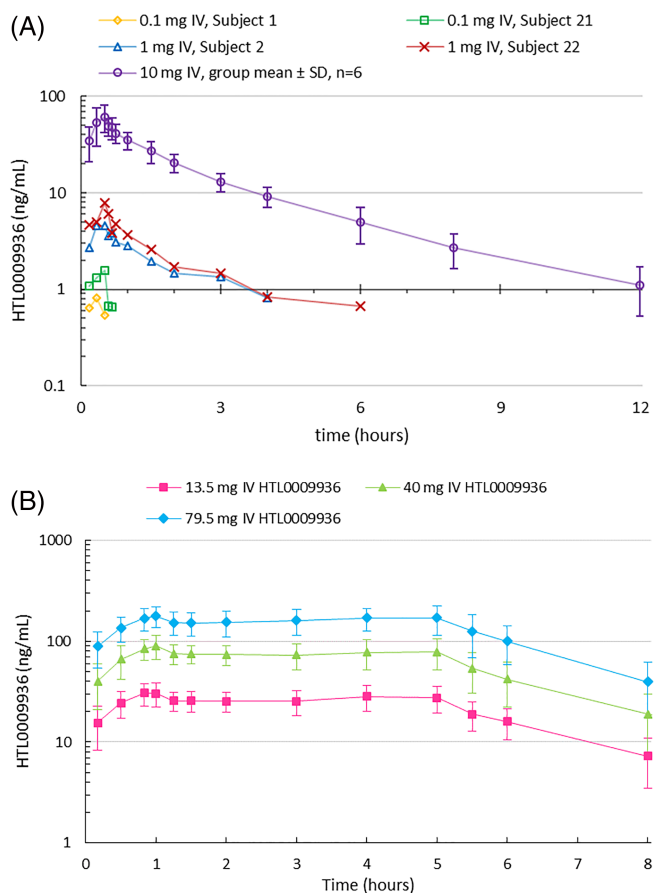 (A)
0.1 mg IV, Subject 1
0.1 mg IV, Subject 21
1 mg IV, Subject 2
1 mg IV, Subject 22
10 mg IV, group mean ± SD, n=6
HTL0009936 (ng/mL)
100
10
1
0.1
0 3 6 9 12
time (hours)
(B)
13.5 mg IV HTL0009936
40 mg IV HTL0009936
79.5 mg IV HTL0009936
HTL0009936 (ng/mL)
1000
100
10
1
0 1 2 3 4 5 6 7 8
Time (hours)